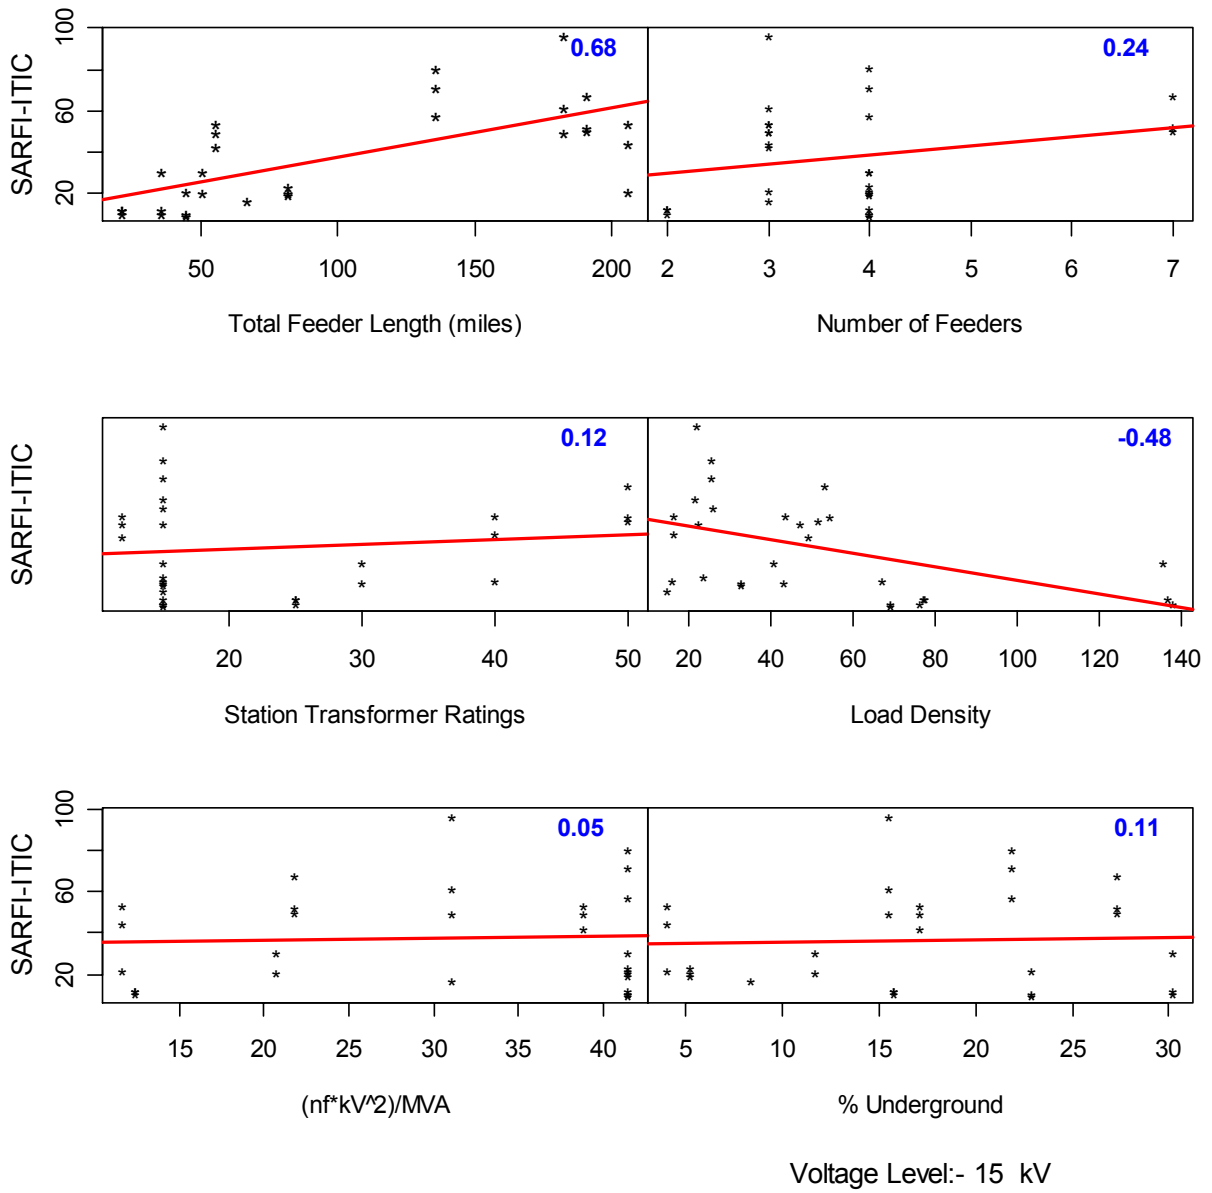 SARFI-ITIC
100
60
20
0.68
0.24
50 100 150 200
2 3 4 5 6 7
Total Feeder Length (miles)
Number of Feeders
SARFI-ITIC
0.12
-0.48
20 30 40 50
20 40 60 80 100 120 140
Station Transformer Ratings
Load Density
SARFI-ITIC
100
60
20
0.05
0.11
15 20 25 30 35 40
5 10 15 20 25 30
(nf*kV^2)/MVA
% Underground
Voltage Level:- 15 kV